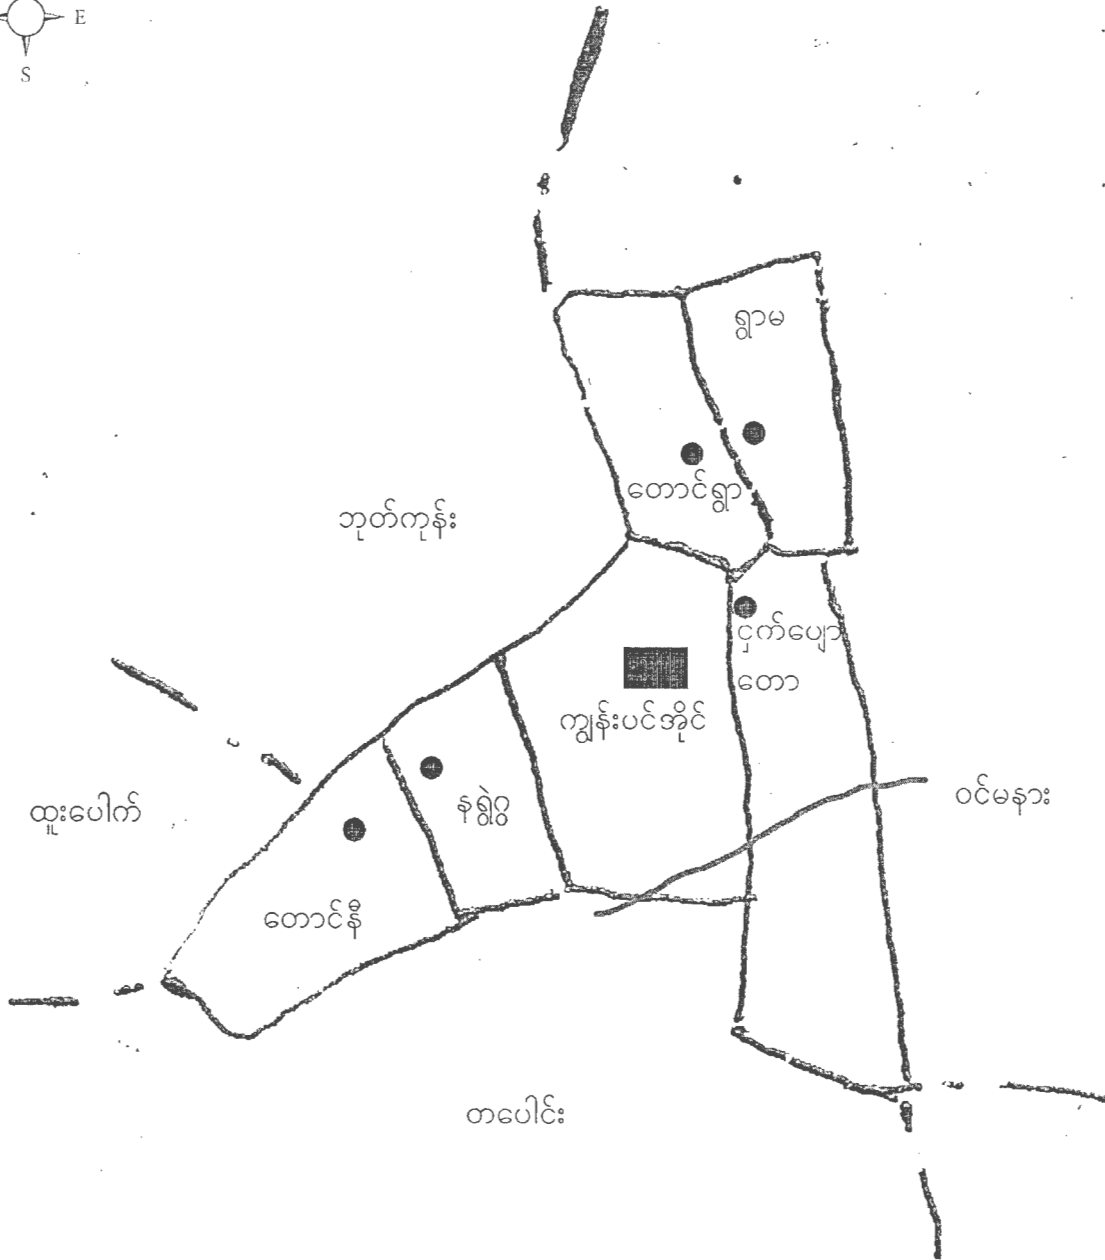 E
S
ရွာမ
တောင်ရွာ
ဘုတ်ကုန်း
ငှက်ပျော
တော
ကျွန်းပင်အိုင်
ဝင်မနား
နရွဲဂွ
ထူးပေါက်
တောင်နီ
တပေါင်း